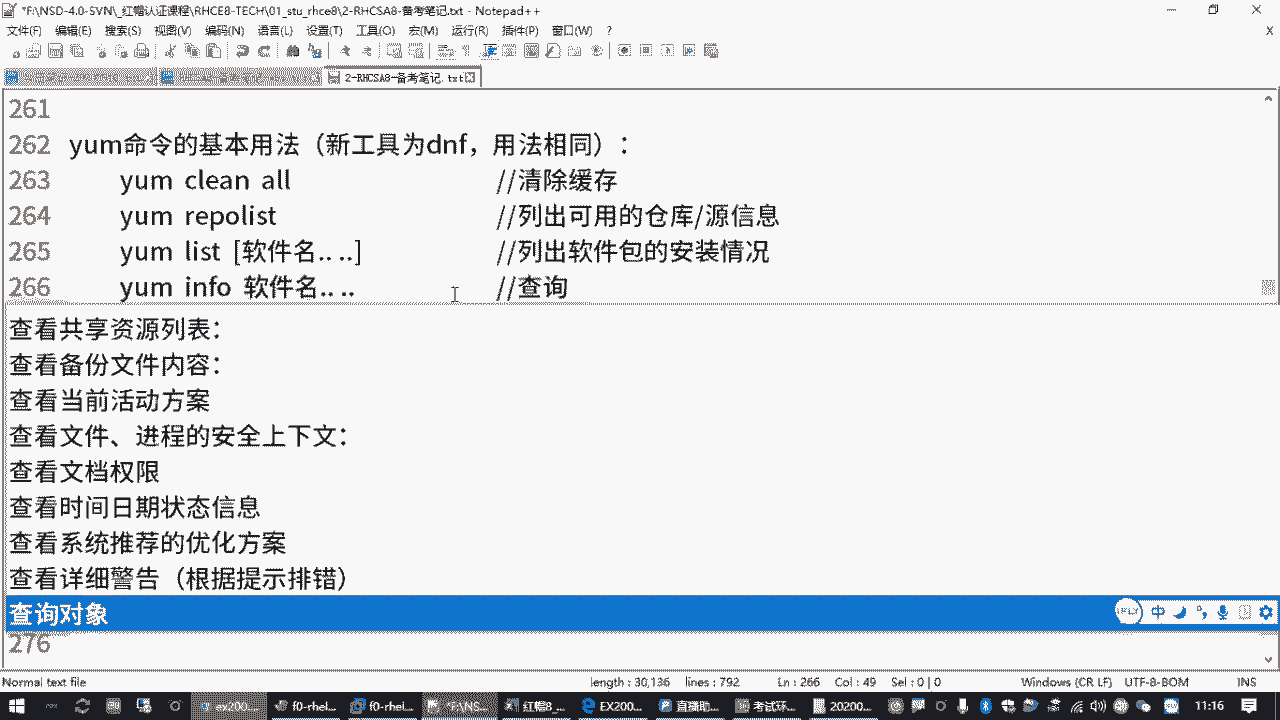 *F:\NSD-4.0-SVN\_红帽认证课程\RHCE8-TECH\01_stu_rhce8\2-RHCSA8-备考笔记.txt - Notepad++
文件(F) 编辑(E) 搜索(S) 视图(V) 编码(N) 语言(L) 设置(T) 工具(O) 宏(M) 运行(R) 插件(P) 窗口(W) ? X
2-RHCSA8-备考笔记.txt
261
262 yum命令的基本用法（新工具为dnf，用法相同）：
263 yum clean all //清除缓存
264 yum repolist //列出可用的仓库/源信息
265 yum list [软件名.. ..] //列出软件包的安装情况
266 yum info 软件名.. .. //查询
查看共享资源列表：
查看备份文件内容：
查看当前活动方案
查看文件、进程的安全上下文：
查看文档权限
查看时间日期状态信息
查看系统推荐的优化方案
查看详细警告（根据提示排错）
查询对象
中
276
Normal text file length : 30,136 lines : 792 Ln : 266 Col : 49 Sel : 0 | 0 Windows (CR LF) UTF-8-BOM INS
ex200... f0-rhel... f0-rhel... *F:\NS... 红帽8_... EX200... 直播助... 考试环... 20200... 11:16